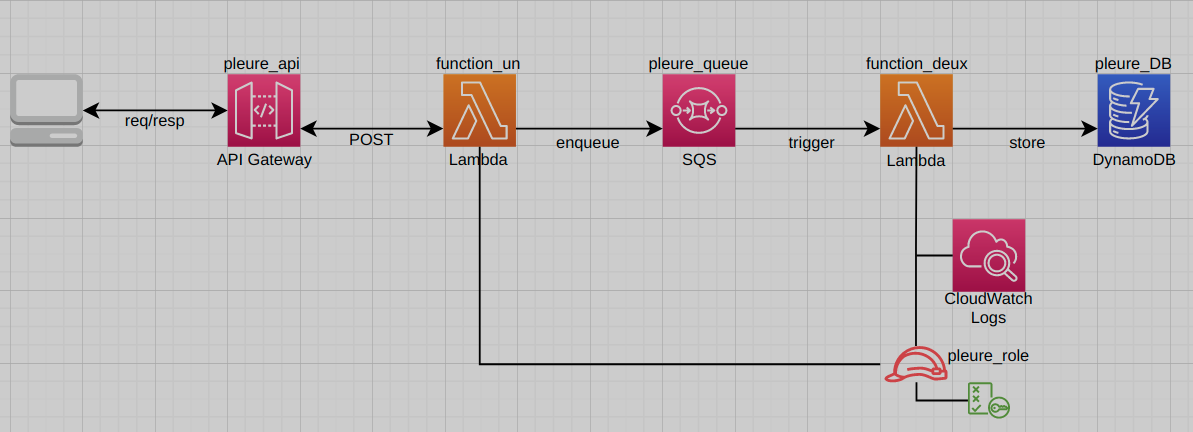 pleure_api
function_un
pleure_queue
function_deux
pleure_DB
</>
req/resp
POST
enqueue
trigger
store
API Gateway
Lambda
SQS
Lambda
DynamoDB
CloudWatch
Logs
pleure_role